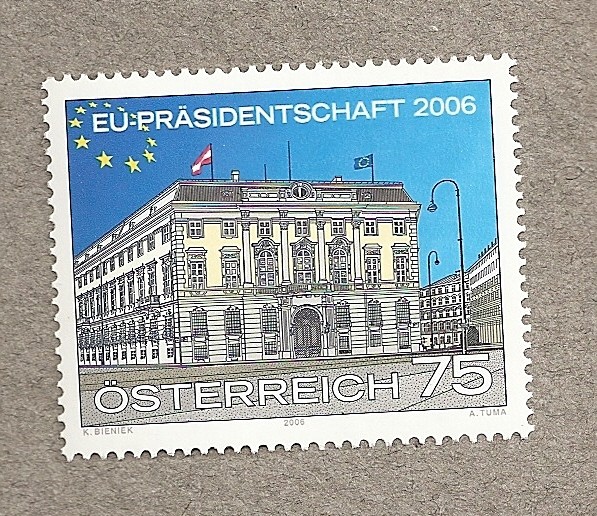 EU-PRÄSIDENTSCHAFT 2006
ÖSTERREICH 75
K. BIENIEK 2006 A. TUMA